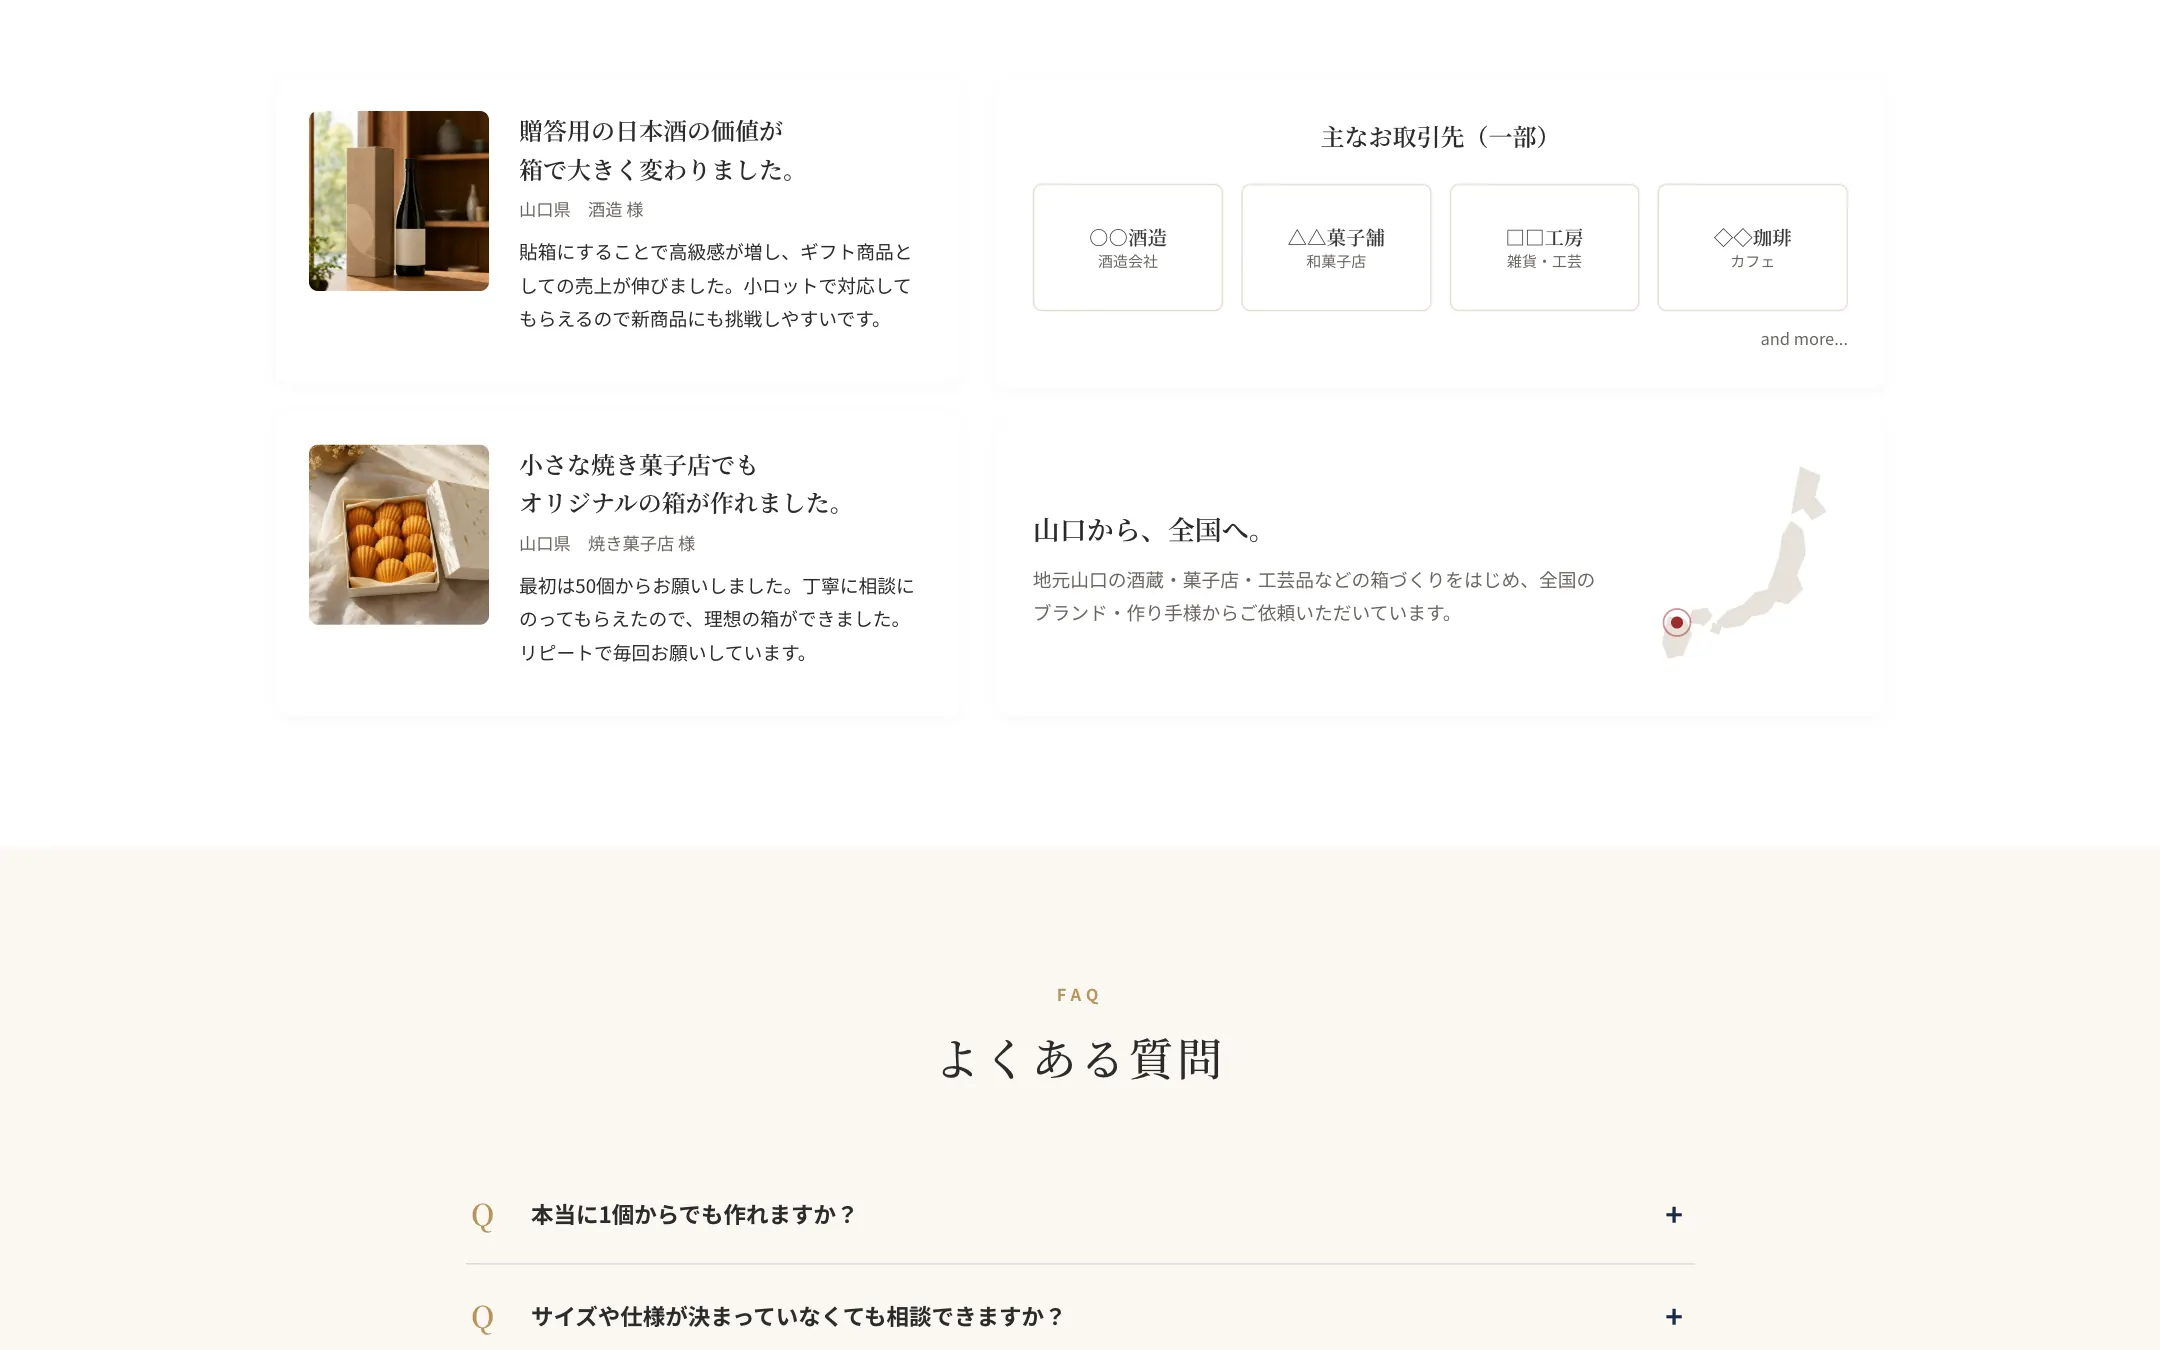 贈答用の日本酒の価値が
箱で大きく変わりました。
山口県　酒造 様
貼箱にすることで高級感が増し、ギフト商品と
しての売上が伸びました。小ロットで対応して
もらえるので新商品にも挑戦しやすいです。
主なお取引先（一部）
〇〇酒造
酒造会社
△△菓子舗
和菓子店
□□工房
雑貨・工芸
◇◇珈琲
カフェ
and more...
小さな焼き菓子店でも
オリジナルの箱が作れました。
山口県　焼き菓子店 様
最初は50個からお願いしました。丁寧に相談に
のってもらえたので、理想の箱ができました。
リピートで毎回お願いしています。
山口から、全国へ。
地元山口の酒蔵・菓子店・工芸品などの箱づくりをはじめ、全国の
ブランド・作り手様からご依頼いただいています。
FAQ
よくある質問
Q 本当に1個からでも作れますか？ +
Q サイズや仕様が決まっていなくても相談できますか？ +